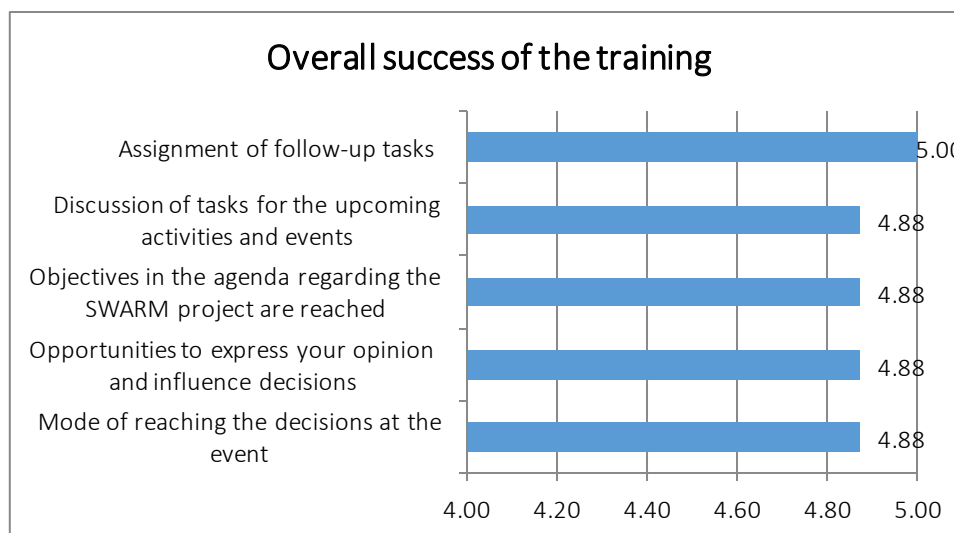 Overall success of the training
Assignment of follow-up tasks
5.00
Discussion of tasks for the upcoming
activities and events
4.88
Objectives in the agenda regarding the
SWARM project are reached
4.88
Opportunities to express your opinion
and influence decisions
4.88
Mode of reaching the decisions at the
event
4.88
4.00 4.20 4.40 4.60 4.80 5.00